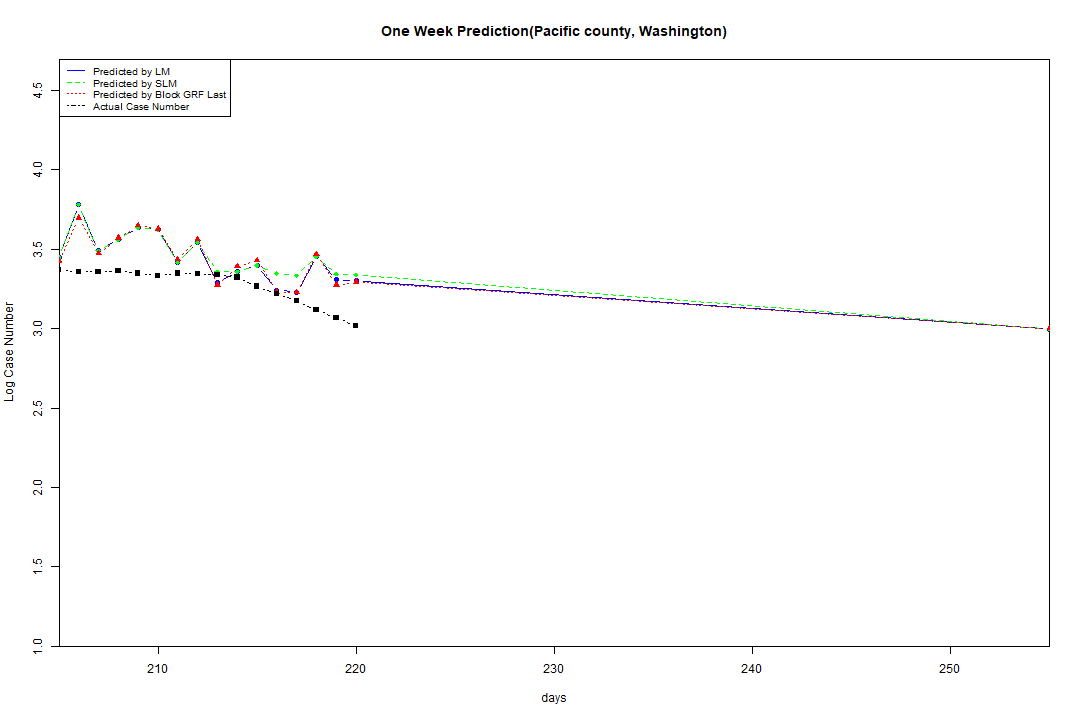 One Week Prediction(Pacific county, Washington)
Predicted by LM
Predicted by SLM
Predicted by Block GRF Last
Actual Case Number
4.5
4.0
3.5
3.0
2.5
2.0
1.5
1.0
Log Case Number
210 220 230 240 250
days